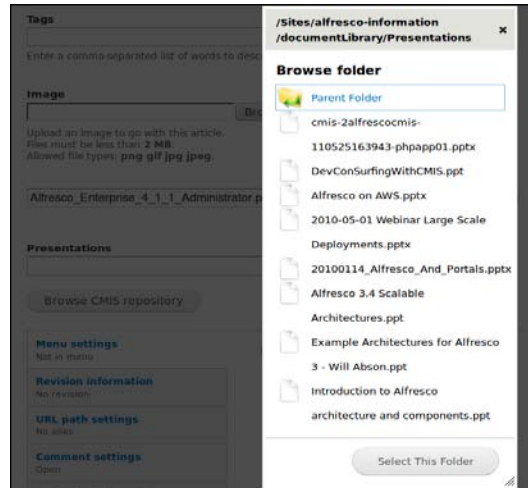 Tags
Enter a comma-separated list of words to
Image
Upload an image to go with this article.
Files must be less than 2 MB.
Allowed file types: png gif jpg jpeg
Alfresco_Enterprise_4_1_1_Administrator
Presentations
Browse CMIS repository
Menu settings
Not in menu
Revision information
No revision
URL path settings
No alias
Comment settings
Open
/Sites/alfresco-information
/documentLibrary/Presentations
×
Browse folder
Parent Folder
cmis-2alfrescocmis-
110525163943-phpapp01.pptx
DevConSurfingWithCMIS.ppt
Alfresco on AWS.pptx
2010-05-01 Webinar Large Scale
Deployments.pptx
20100114_Alfresco_And_Portals.pptx
Alfresco 3.4 Scalable
Architectures.ppt
Example Architectures for Alfresco
3 - Will Abson.ppt
Introduction to Alfresco
architecture and components.ppt
Select This Folder